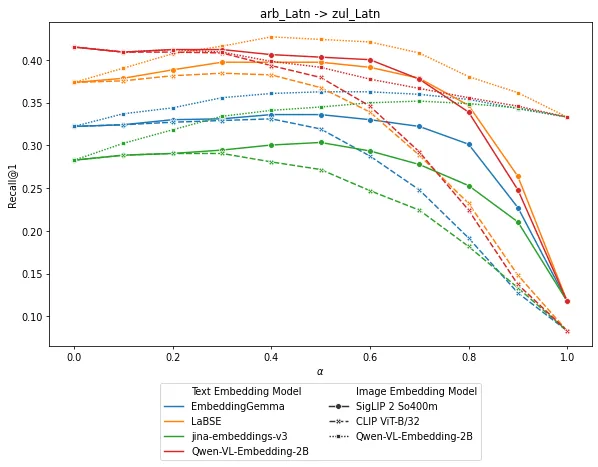 arb_Latn -> zul_Latn
Recall@1
0.40
0.35
0.30
0.25
0.20
0.15
0.10
0.0
0.2
0.4
0.6
0.8
1.0
α
Text Embedding Model
EmbeddingGemma
LaBSE
jina-embeddings-v3
Qwen-VL-Embedding-2B
Image Embedding Model
SigLIP 2 So400m
CLIP ViT-B/32
Qwen-VL-Embedding-2B